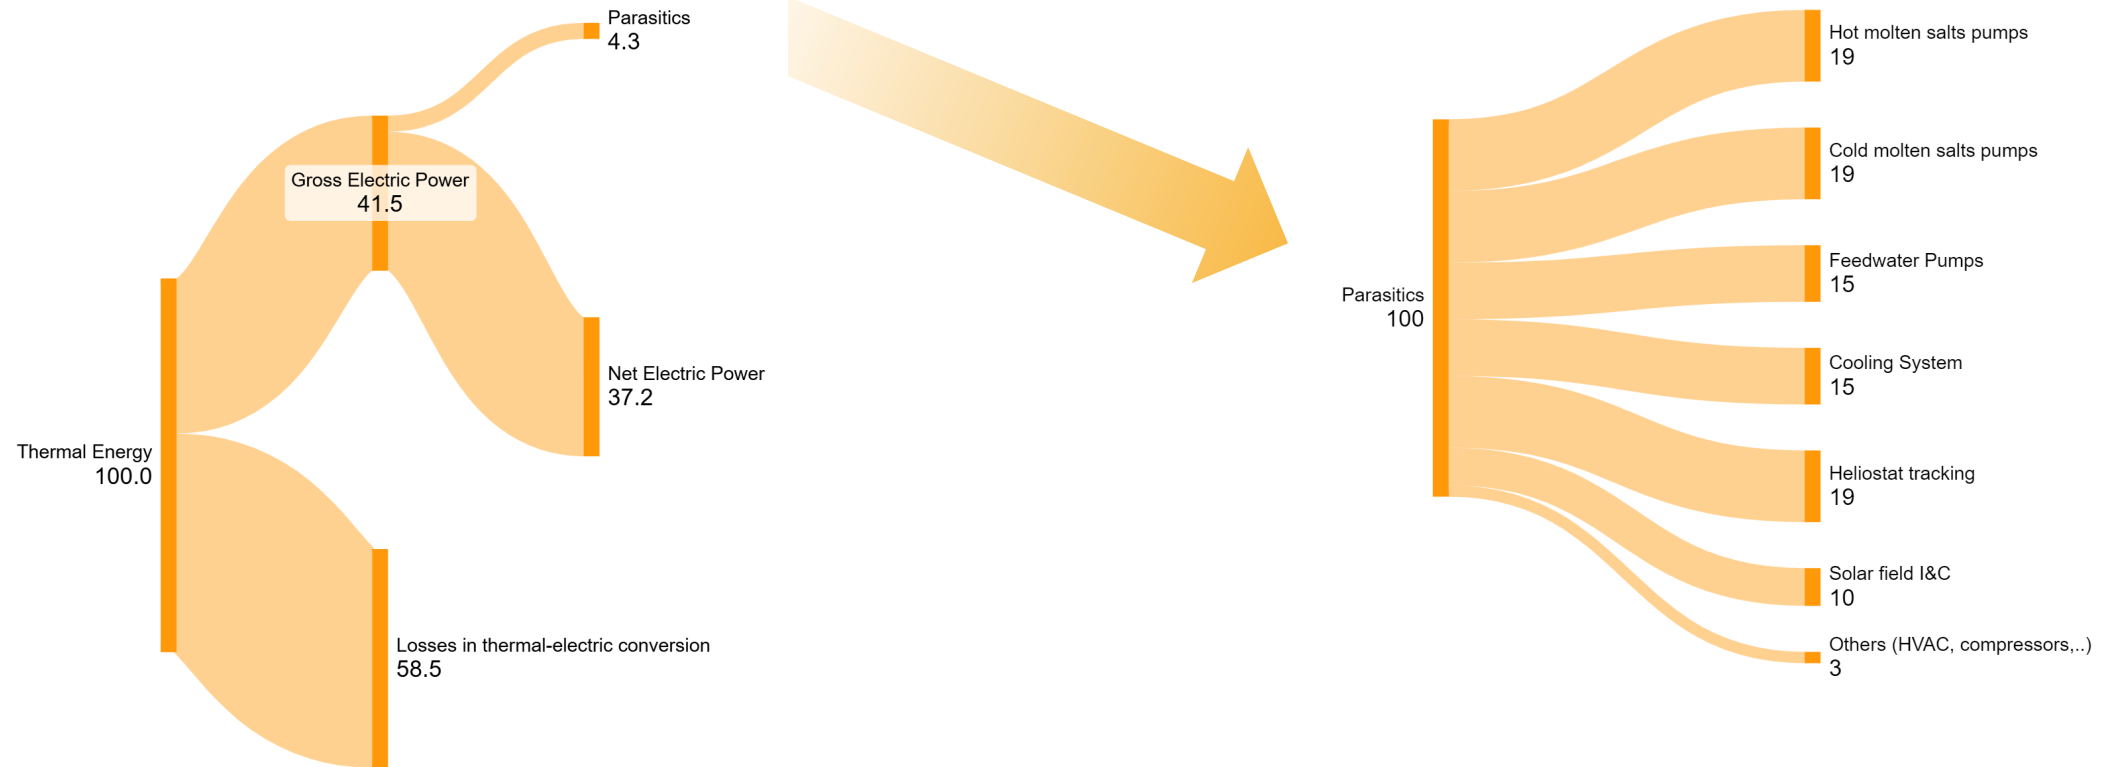 Parasitics
4.3
Gross Electric Power
41.5
Net Electric Power
37.2
Thermal Energy
100.0
Losses in thermal-electric conversion
58.5
Parasitics
100
Hot molten salts pumps
19
Cold molten salts pumps
19
Feedwater Pumps
15
Cooling System
15
Heliostat tracking
19
Solar field I&C
10
Others (HVAC, compressors,..)
3